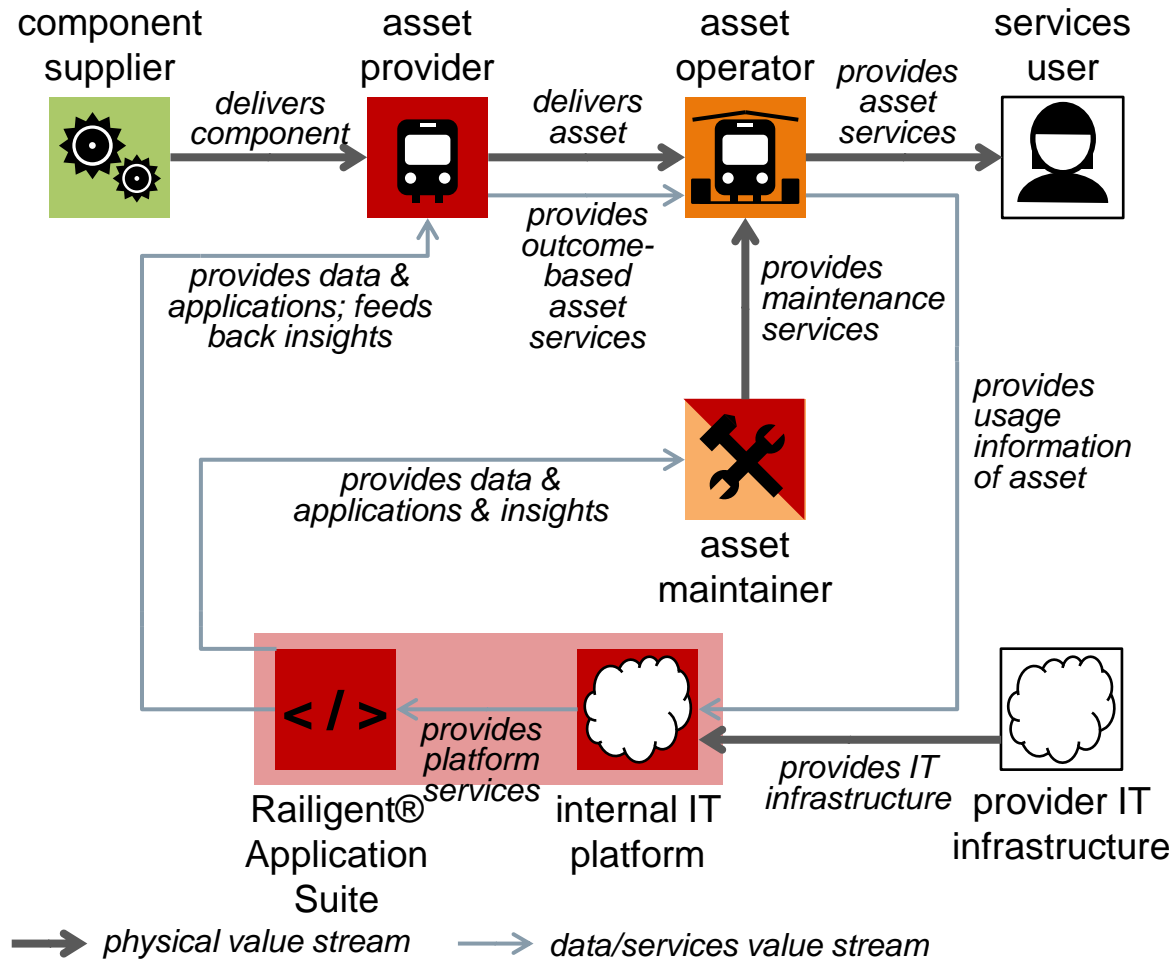 component
supplier
asset
provider
asset
operator
services
user
delivers
component
delivers
asset
provides
asset
services
provides data &
applications; feeds
back insights
provides
outcome-
based
asset
services
provides
maintenance
services
provides
usage
information
of asset
provides data &
applications & insights
asset
maintainer
< / >
provides
platform
services
provides IT
infrastructure
Railigent®
Application
Suite
internal IT
platform
provider IT
infrastructure
physical value stream
data/services value stream